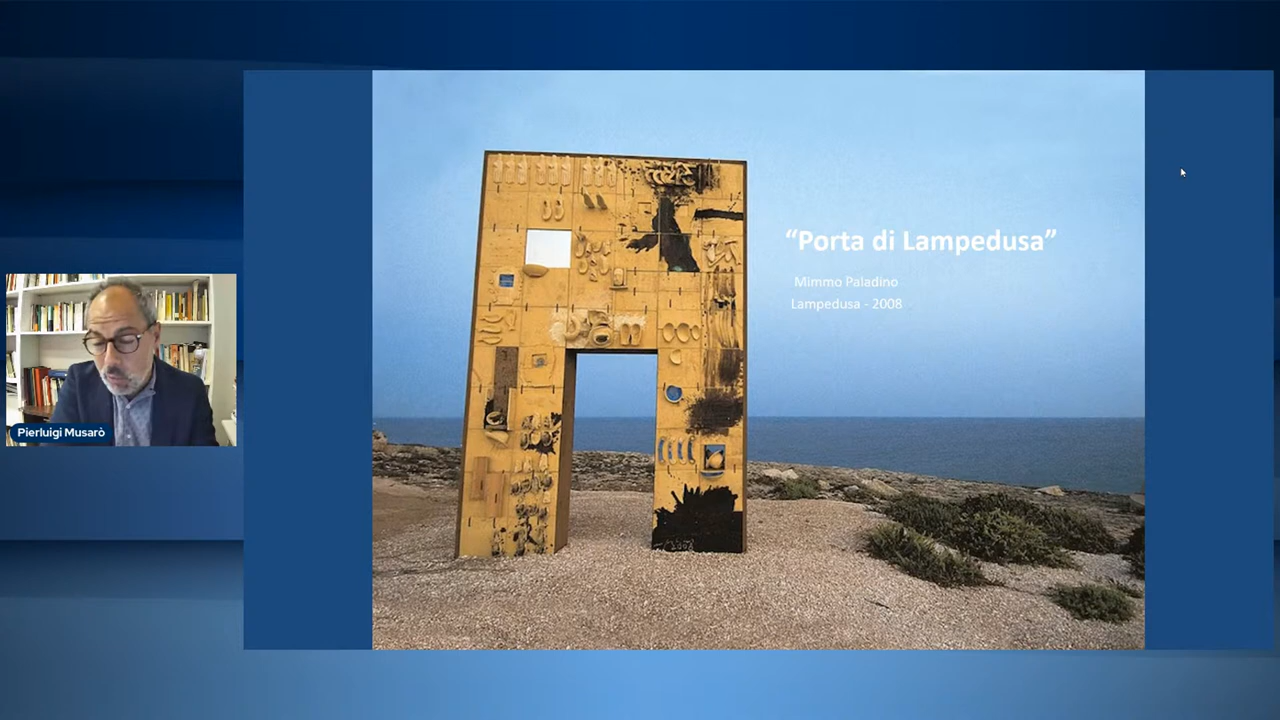 “Porta di Lampedusa”
Mimmo Paladino
Lampedusa - 2008
Pierluigi Musarò